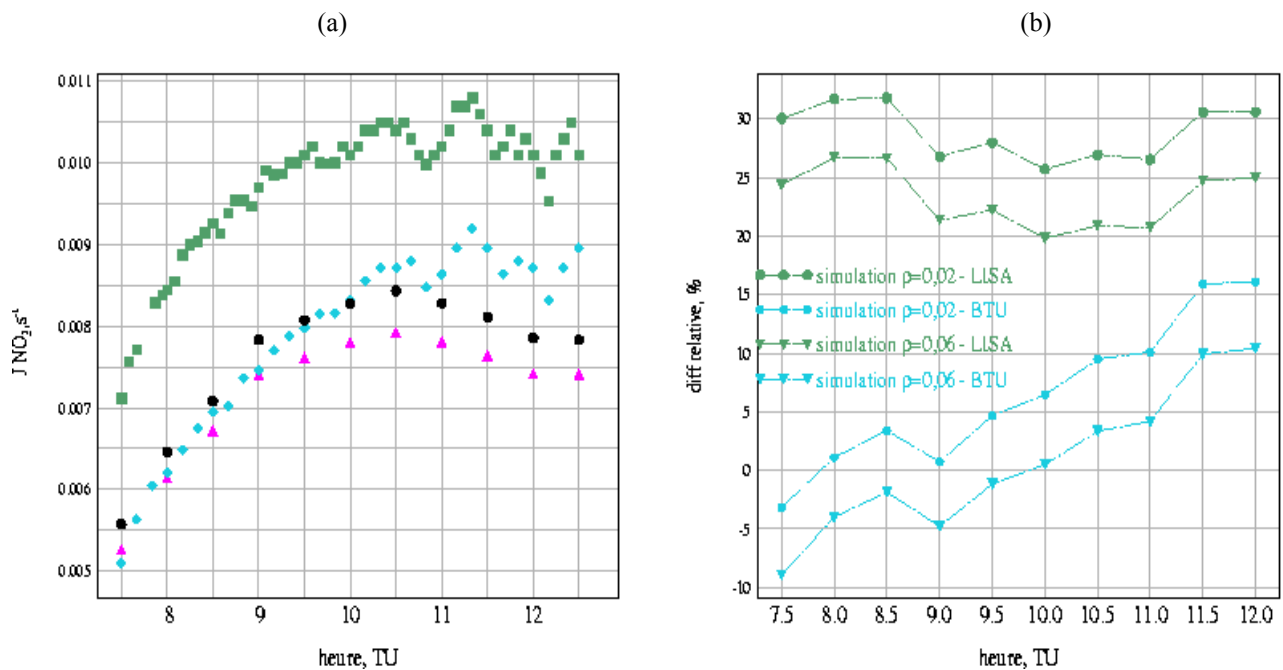 (a)
(b)
0.011
0.010
0.009
0.008
0.007
0.006
0.005
J NO₂,s⁻¹
8 9 10 11 12
heure, TU
30
25
20
15
10
5
0
-5
-10
diff relative, %
simulation ρ=0,02 - LISA
simulation ρ=0,02 - BTU
simulation ρ=0,06 - LISA
simulation ρ=0,06 - BTU
7.5 8.0 8.5 9.0 9.5 10.0 10.5 11.0 11.5 12.0
heure, TU